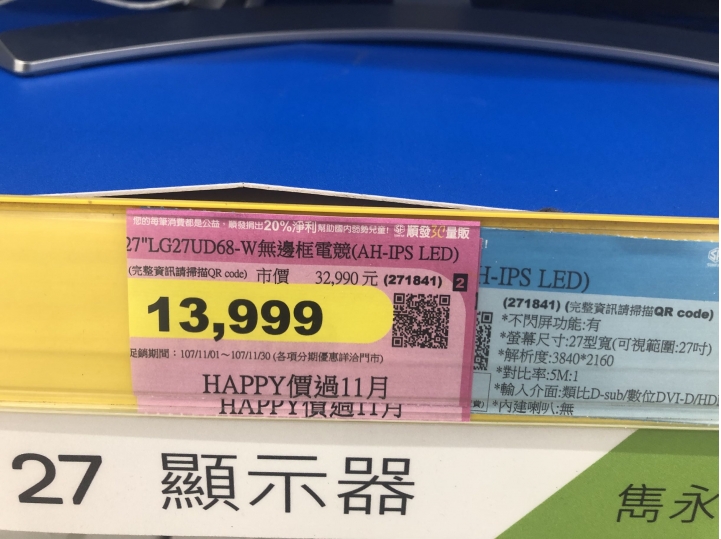 您的每筆消費都是公益，順發捐出20%淨利幫助國內弱勢兒童! 順發3C量販
27"LG27UD68-W無邊框電競(AH-IPS LED)
(完整資訊請掃描QR code) 市價 32,990 元 (271841) 2
13,999
促銷期間：107/11/01～107/11/30 (各項分期優惠詳洽門市)
HAPPY價過11月
HAPPY價過11月
H-IPS LED)
(271841) (完整資訊請掃描QR code)
*不閃屏功能:有
*螢幕尺寸:27型寬(可視範圍:27吋)
*解析度:3840*2160
*對比率:5M:1
*輸入介面:類比D-sub/數位DVI-D/HD
*內建喇叭:無
27 顯示器
雋永